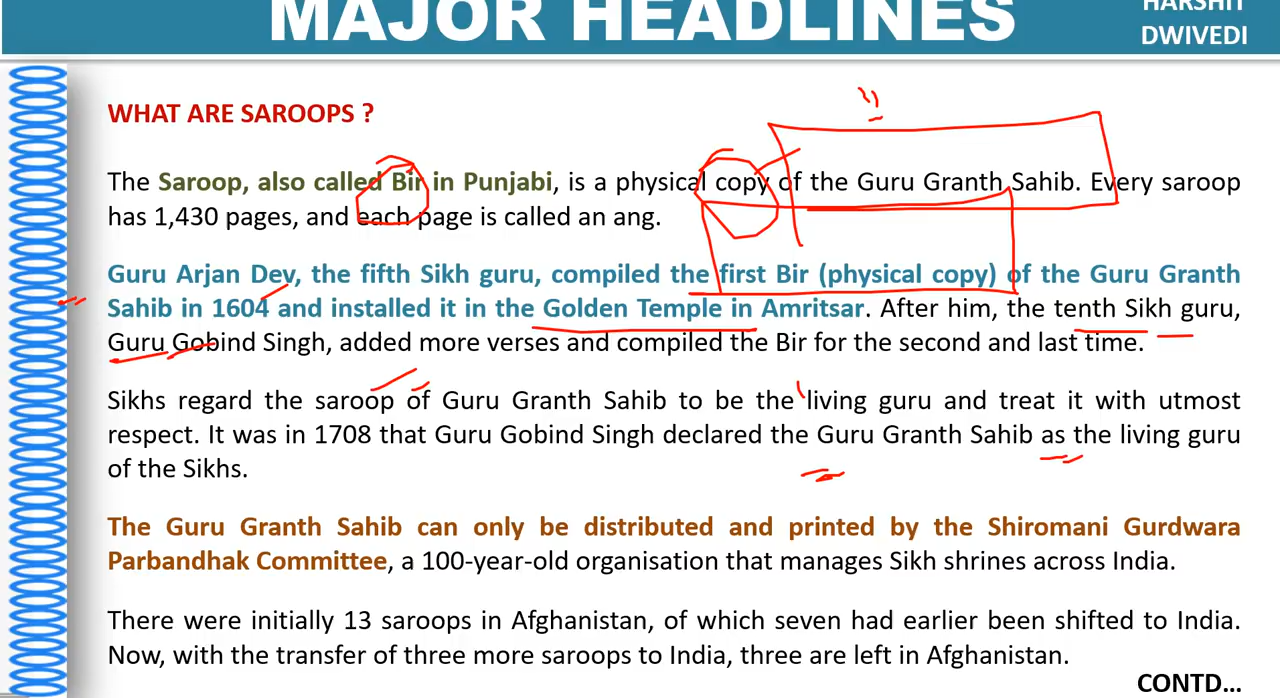 MAJOR HEADLINES
HARSHIT
DWIVEDI
WHAT ARE SAROOPS ?
The Saroop, also called Bir in Punjabi, is a physical copy of the Guru Granth Sahib. Every saroop
has 1,430 pages, and each page is called an ang.
Guru Arjan Dev, the fifth Sikh guru, compiled the first Bir (physical copy) of the Guru Granth
Sahib in 1604 and installed it in the Golden Temple in Amritsar. After him, the tenth Sikh guru,
Guru Gobind Singh, added more verses and compiled the Bir for the second and last time.
Sikhs regard the saroop of Guru Granth Sahib to be the living guru and treat it with utmost
respect. It was in 1708 that Guru Gobind Singh declared the Guru Granth Sahib as the living guru
of the Sikhs.
The Guru Granth Sahib can only be distributed and printed by the Shiromani Gurdwara
Parbandhak Committee, a 100-year-old organisation that manages Sikh shrines across India.
There were initially 13 saroops in Afghanistan, of which seven had earlier been shifted to India.
Now, with the transfer of three more saroops to India, three are left in Afghanistan.
CONTD...